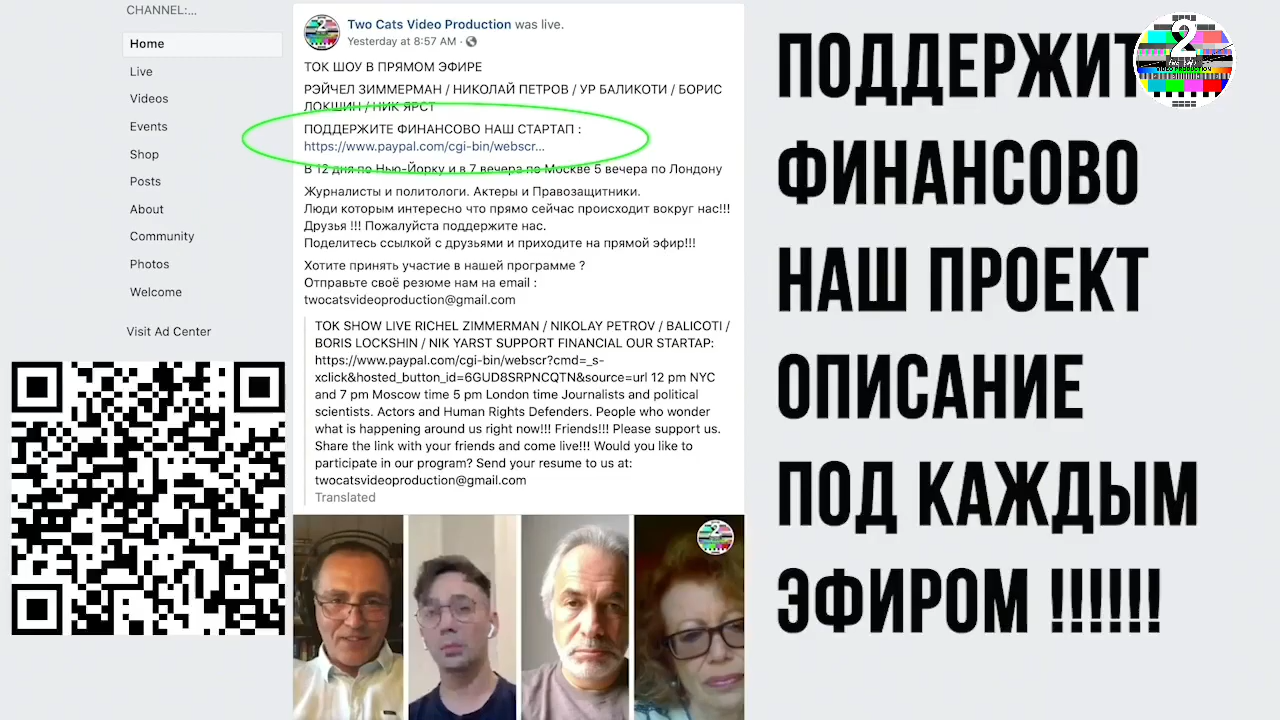 CHANNEL:...
Home
Live
Videos
Events
Shop
Posts
About
Community
Photos
Welcome
Visit Ad Center
Two Cats Video Production was live.
Yesterday at 8:57 AM ·
ТОК ШОУ В ПРЯМОМ ЭФИРЕ
РЭЙЧЕЛ ЗИММЕРМАН / НИКОЛАЙ ПЕТРОВ / УР БАЛИКОТИ / БОРИС
ЛОКШИН / НИК ЯРСТ
ПОДДЕРЖИТЕ ФИНАНСОВО НАШ СТАРТАП :
https://www.paypal.com/cgi-bin/webscr...
В 12 дня по Нью-Йорку и в 7 вечера по Москве 5 вечера по Лондону
Журналисты и политологи. Актеры и Правозащитники.
Люди которым интересно что прямо сейчас происходит вокруг нас!!!
Друзья !!! Пожалуйста поддержите нас.
Поделитесь ссылкой с друзьями и приходите на прямой эфир!!!
Хотите принять участие в нашей программе ?
Отправьте своё резюме нам на email :
twocatsvideoproduction@gmail.com
TOK SHOW LIVE RICHEL ZIMMERMAN / NIKOLAY PETROV / BALICOTI /
BORIS LOCKSHIN / NIK YARST SUPPORT FINANCIAL OUR STARTAP:
https://www.paypal.com/cgi-bin/webscr?cmd=_s-
xclick&hosted_button_id=6GUD8SRPNCQTN&source=url 12 pm NYC
and 7 pm Moscow time 5 pm London time Journalists and political
scientists. Actors and Human Rights Defenders. People who wonder
what is happening around us right now!!! Friends!!! Please support us.
Share the link with your friends and come live!!! Would you like to
participate in our program? Send your resume to us at:
twocatsvideoproduction@gmail.com
Translated
2
ПОДДЕРЖИТ
ФИНАНСОВО
НАШ ПРОЕКТ
ОПИСАНИЕ
ПОД КАЖДЫМ
ЭФИРОМ !!!!!!
2